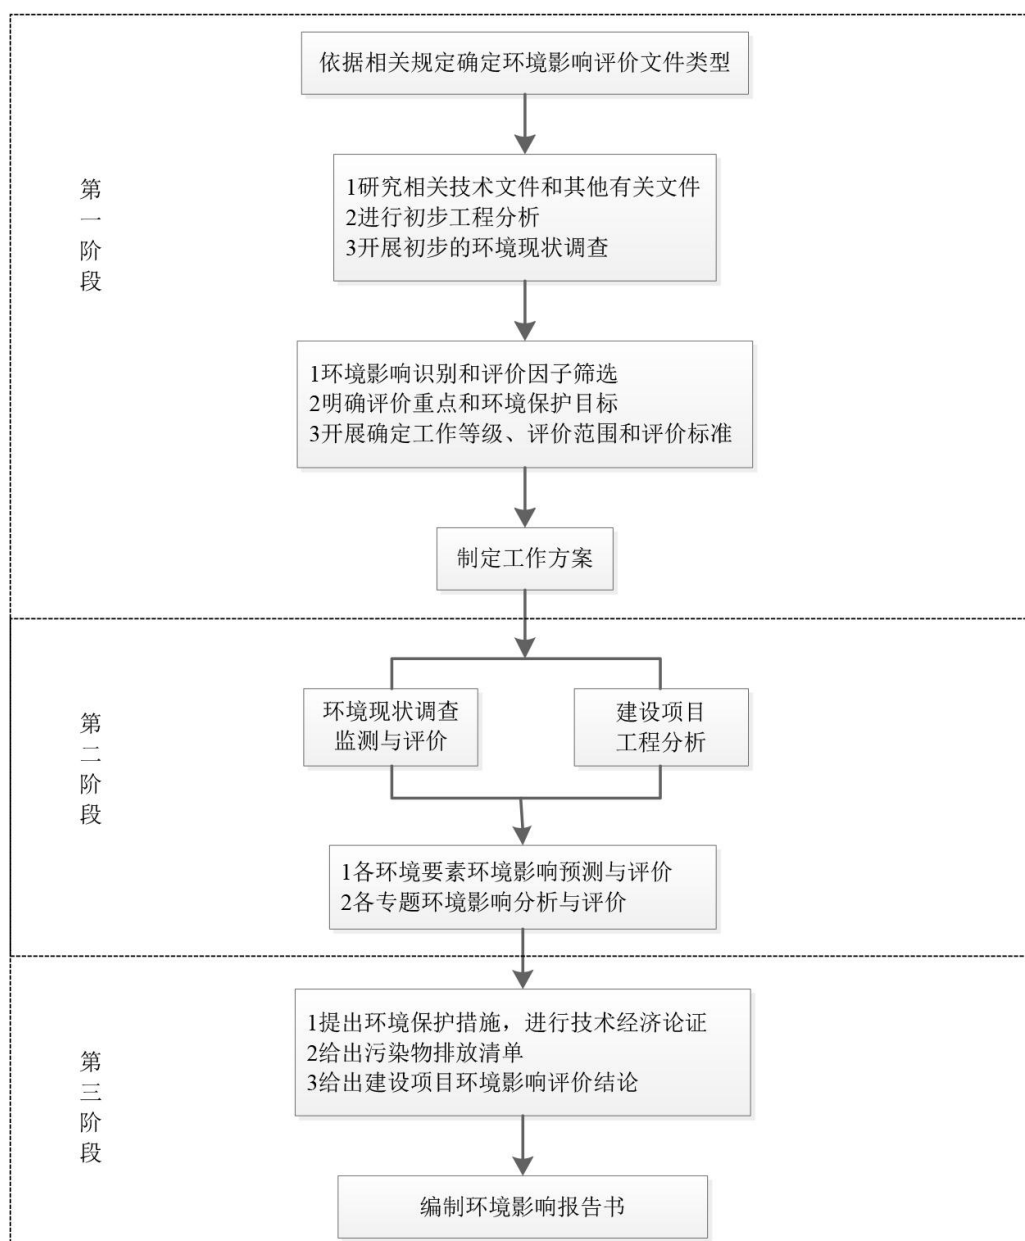 依据相关规定确定环境影响评价文件类型
第一阶段
1研究相关技术文件和其他有关文件
2进行初步工程分析
3开展初步的环境现状调查
1环境影响识别和评价因子筛选
2明确评价重点和环境保护目标
3开展确定工作等级、评价范围和评价标准
制定工作方案
第二阶段
环境现状调查
监测与评价
建设项目
工程分析
1各环境要素环境影响预测与评价
2各专题环境影响分析与评价
第三阶段
1提出环境保护措施，进行技术经济论证
2给出污染物排放清单
3给出建设项目环境影响评价结论
编制环境影响报告书